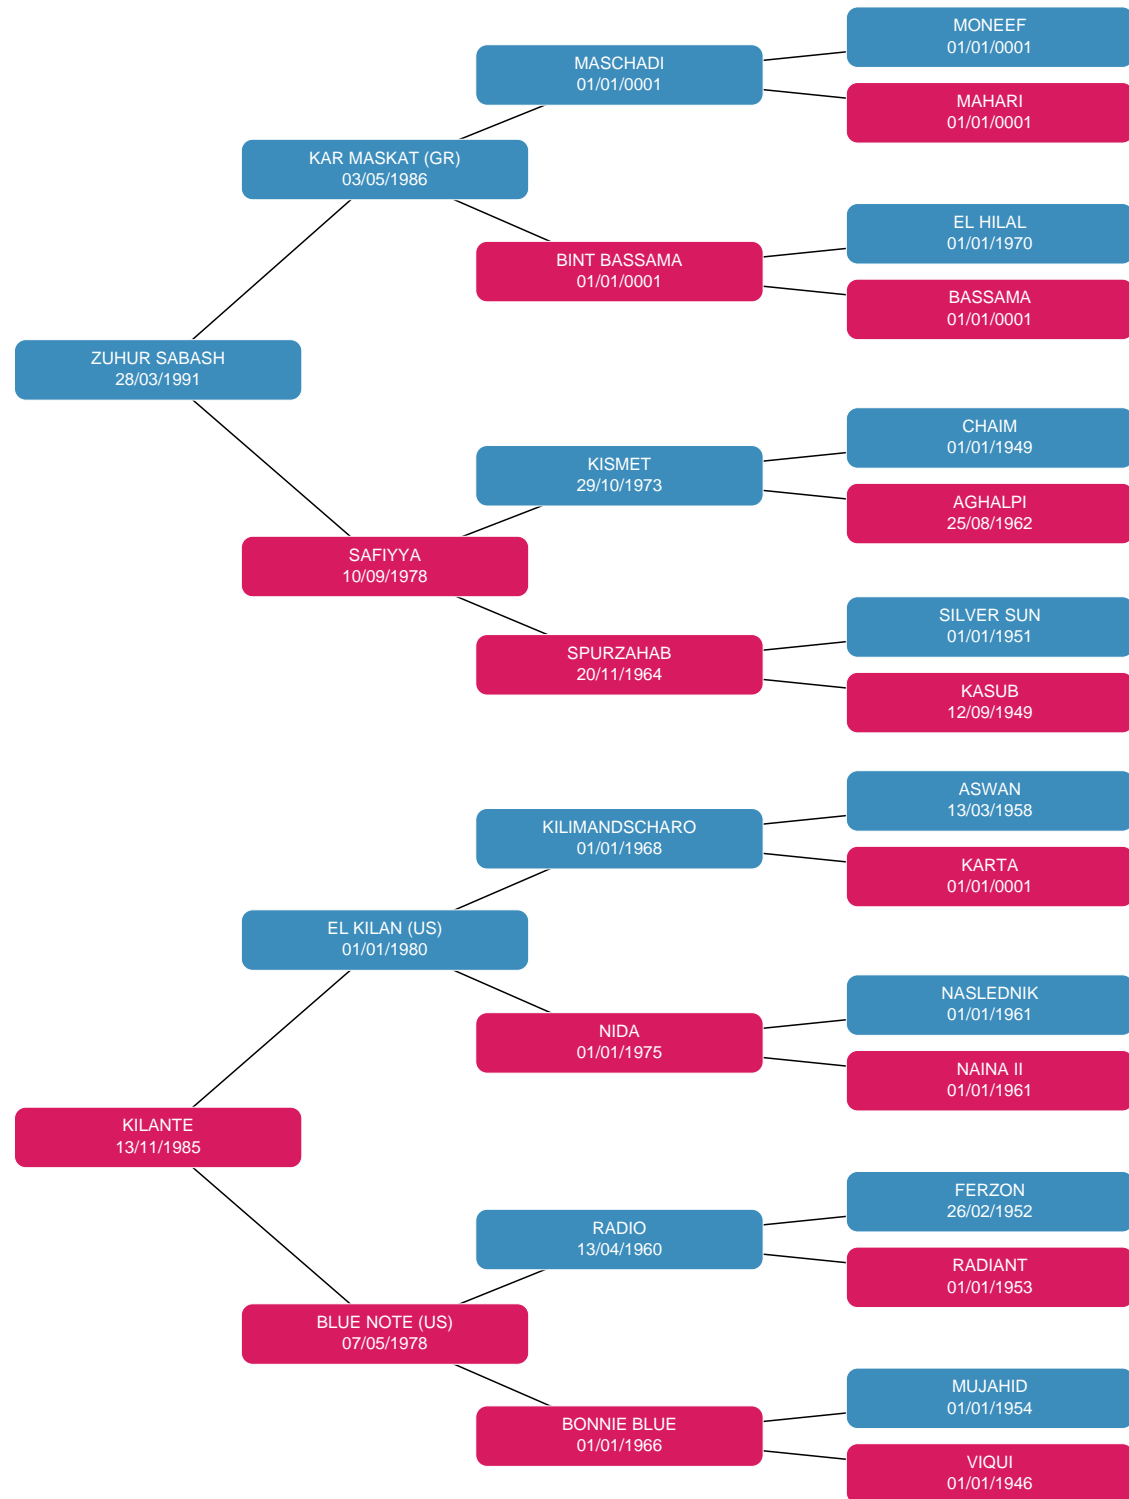 MONEEF
01/01/0001
MASCHADI
01/01/0001
MAHARI
01/01/0001
KAR MASKAT (GR)
03/05/1986
EL HILAL
01/01/1970
BINT BASSAMA
01/01/0001
BASSAMA
01/01/0001
ZUHUR SABASH
28/03/1991
CHAIM
01/01/1949
KISMET
29/10/1973
AGHALPI
25/08/1962
SAFIYYA
10/09/1978
SILVER SUN
01/01/1951
SPURZAHAB
20/11/1964
KASUB
12/09/1949
ASWAN
13/03/1958
KILIMANDSCHARO
01/01/1968
KARTA
01/01/0001
EL KILAN (US)
01/01/1980
NASLEDNIK
01/01/1961
NIDA
01/01/1975
NAINA II
01/01/1961
KILANTE
13/11/1985
FERZON
26/02/1952
RADIO
13/04/1960
RADIANT
01/01/1953
BLUE NOTE (US)
07/05/1978
MUJAHID
01/01/1954
BONNIE BLUE
01/01/1966
VIQUI
01/01/1946